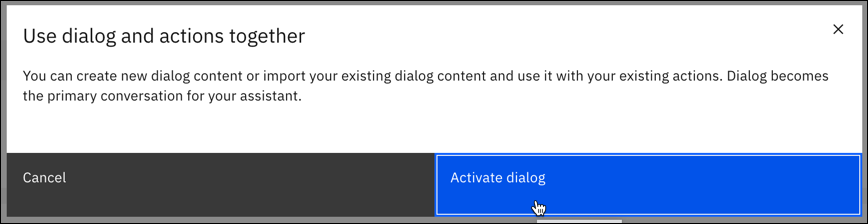 Use dialog and actions together
You can create new dialog content or import your existing dialog content and use it with your existing actions. Dialog becomes
the primary conversation for your assistant.
Cancel
Activate dialog